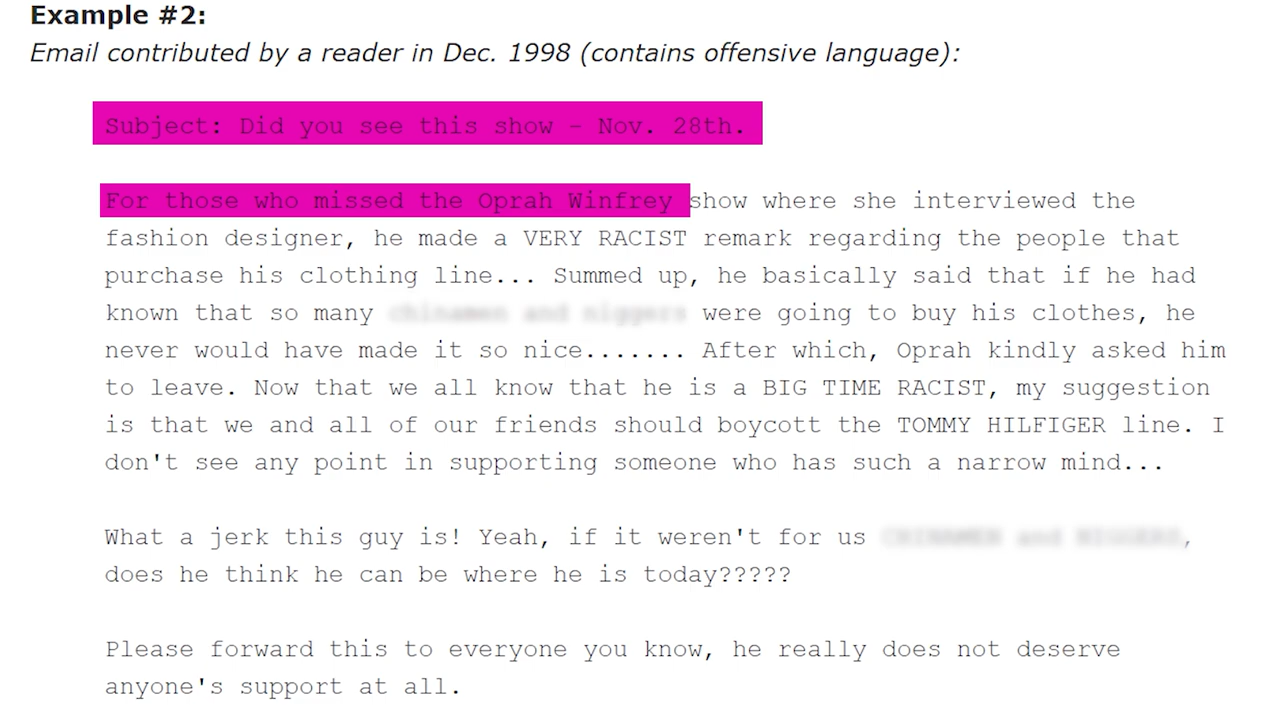 Example #2:
Email contributed by a reader in Dec. 1998 (contains offensive language):
Subject: Did you see this show - Nov. 28th.
For those who missed the Oprah Winfrey show where she interviewed the
fashion designer, he made a VERY RACIST remark regarding the people that
purchase his clothing line... Summed up, he basically said that if he had
known that so many were going to buy his clothes, he
never would have made it so nice....... After which, Oprah kindly asked him
to leave. Now that we all know that he is a BIG TIME RACIST, my suggestion
is that we and all of our friends should boycott the TOMMY HILFIGER line. I
don't see any point in supporting someone who has such a narrow mind...
What a jerk this guy is! Yeah, if it weren't for us ,
does he think he can be where he is today?????
Please forward this to everyone you know, he really does not deserve
anyone's support at all.